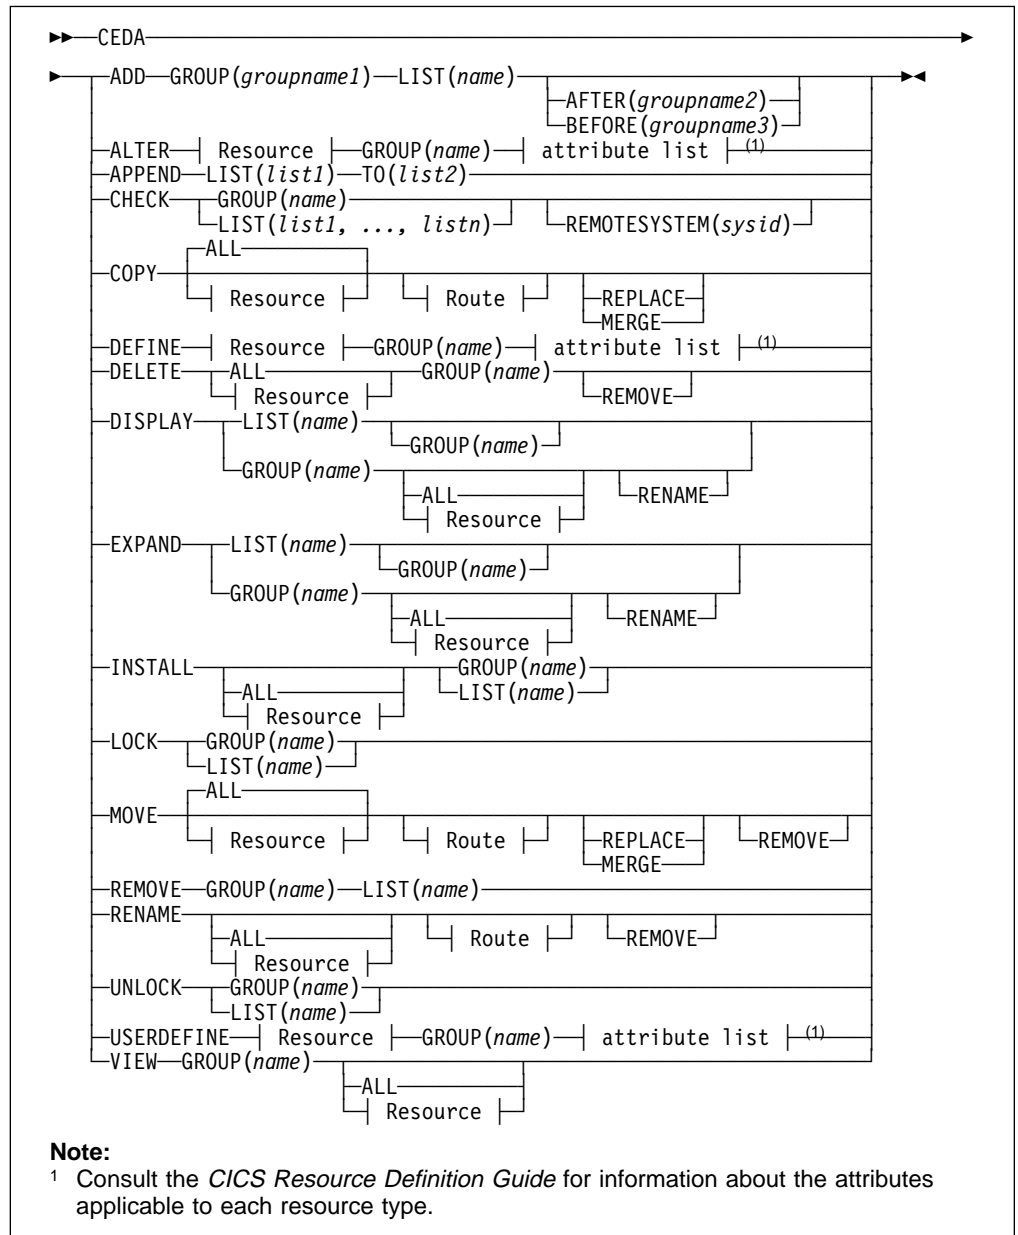 CEDA
ADD GROUP(groupname1) LIST(name)
AFTER(groupname2)
BEFORE(groupname3)
ALTER Resource GROUP(name) attribute list (1)
APPEND LIST(list1) TO(list2)
CHECK GROUP(name)
LIST(list1, ..., listn) REMOTESYSTEM(sysid)
ALL
COPY
Resource Route REPLACE
MERGE
DEFINE Resource GROUP(name) attribute list (1)
DELETE ALL GROUP(name)
Resource REMOVE
DISPLAY LIST(name)
GROUP(name)
GROUP(name)
ALL RENAME
Resource
EXPAND LIST(name)
GROUP(name)
GROUP(name)
ALL RENAME
Resource
INSTALL GROUP(name)
ALL LIST(name)
Resource
LOCK GROUP(name)
LIST(name)
ALL
MOVE
Resource Route REPLACE REMOVE
MERGE
REMOVE GROUP(name) LIST(name)
RENAME
ALL Route REMOVE
Resource
UNLOCK GROUP(name)
LIST(name)
USERDEFINE Resource GROUP(name) attribute list (1)
VIEW GROUP(name)
ALL
Resource
Note:
1 Consult the CICS Resource Definition Guide for information about the attributes
applicable to each resource type.